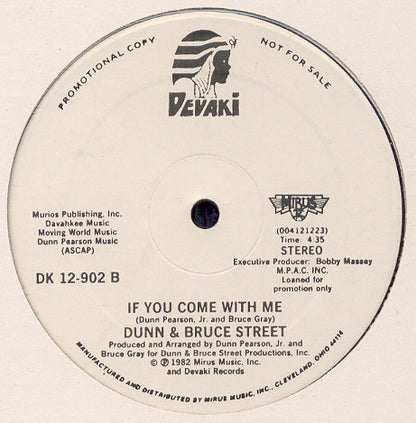 PROMOTIONAL COPY
NOT FOR SALE
DEVAKI
Murios Publishing, Inc.
Davahkee Music
Moving World Music
Dunn Pearson Music
(ASCAP)
DK 12-902 B
MIRUS
(004121223)
Time 4.35
STEREO
Executive Producer: Bobby Massey
M.P.A.C. INC.
Loaned for
promotion only
IF YOU COME WITH ME
(Dunn Pearson, Jr. and Bruce Gray)
DUNN & BRUCE STREET
Produced and Arranged by Dunn Pearson, Jr. and
Bruce Gray for Dunn & Bruce Street Productions, Inc.
© ℗ 1982 Mirus Music, Inc.
and Devaki Records
MANUFACTURED AND DISTRIBUTED BY MIRUS MUSIC, INC., CLEVELAND, OHIO 44114